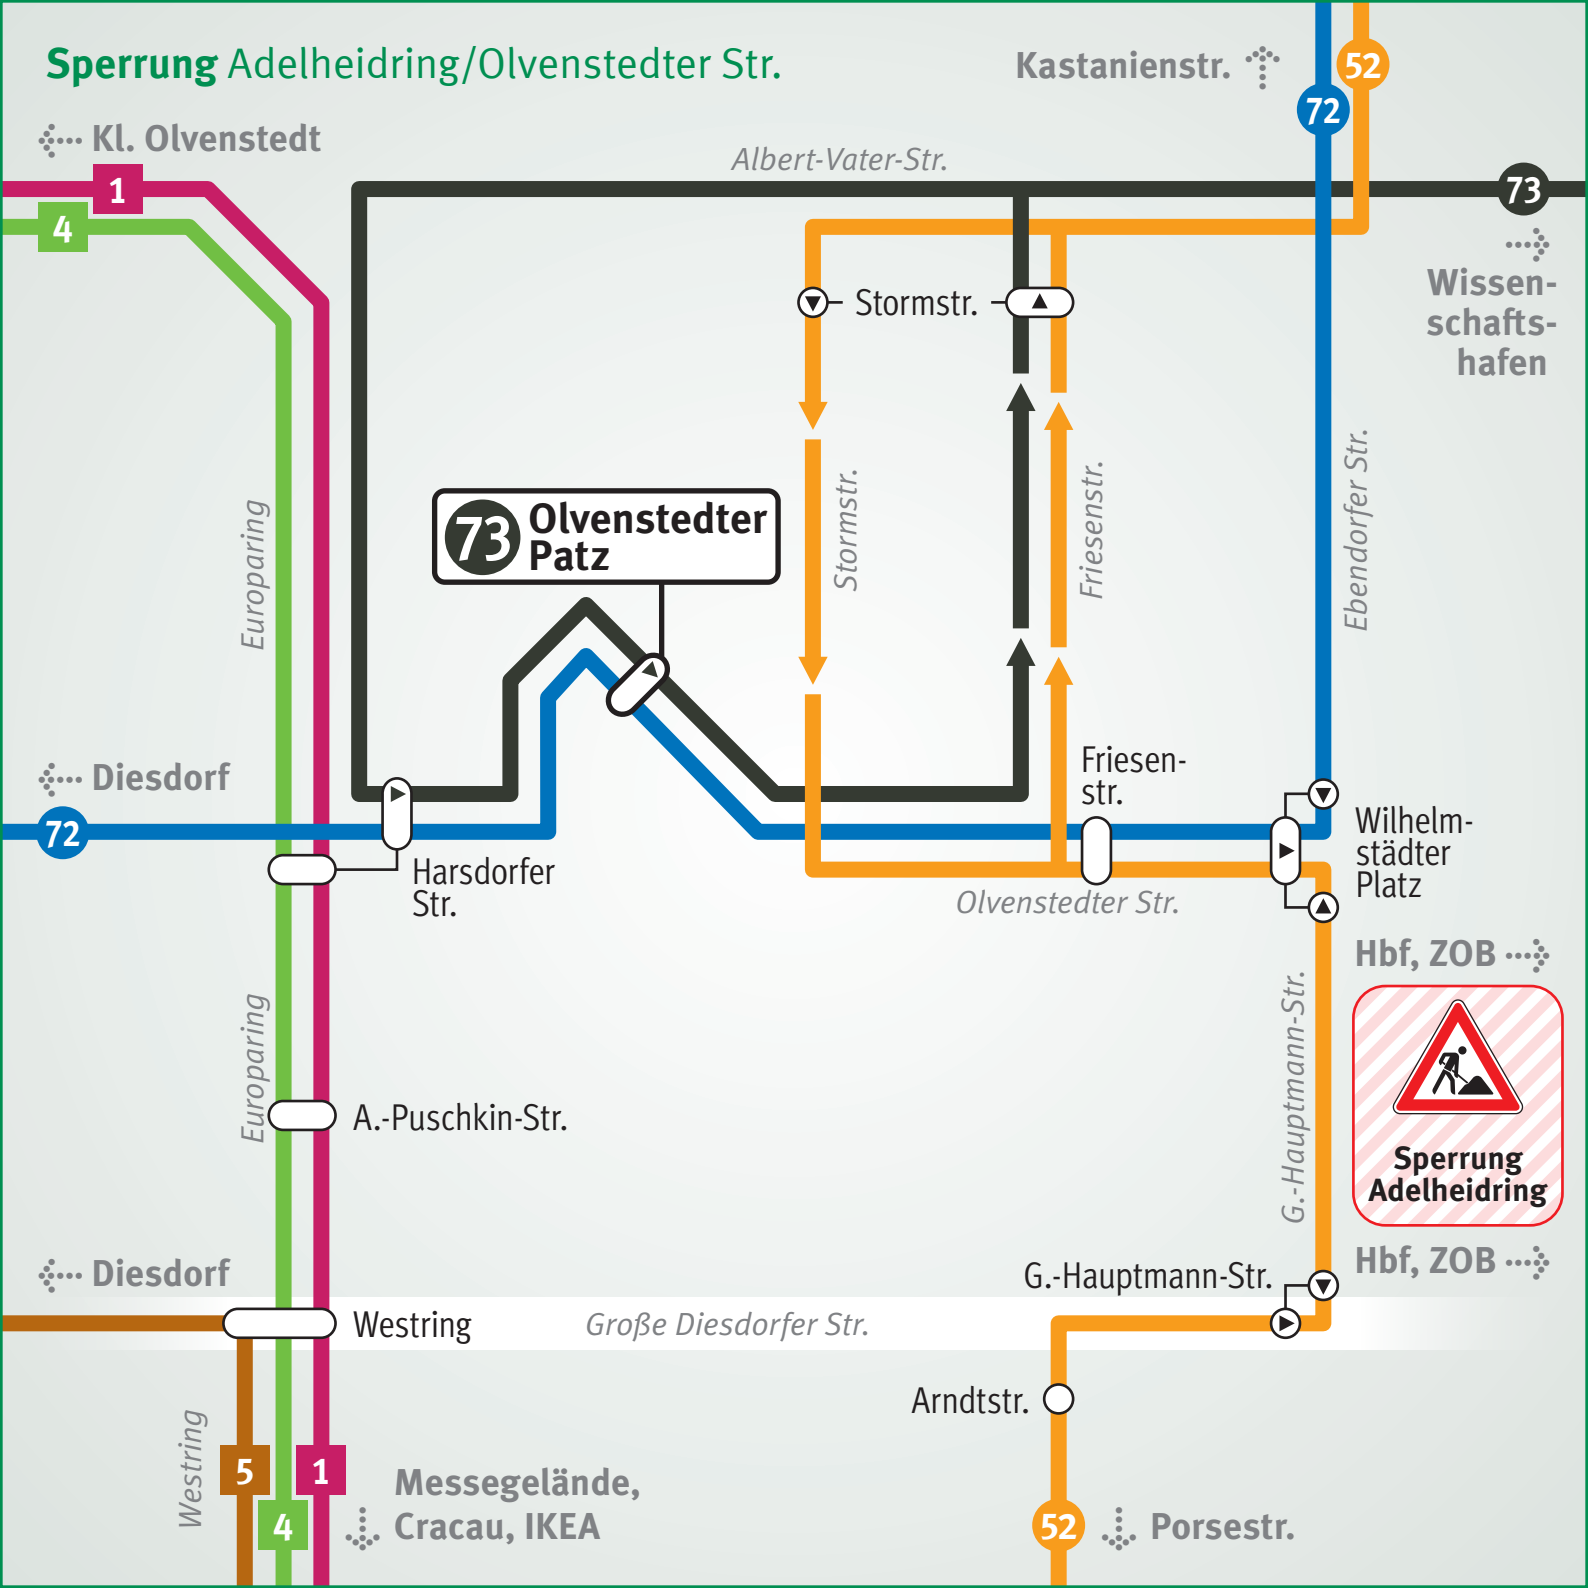 Sperrung Adelheidring/Olvenstedter Str.
Kastanienstr.
52
72
Kl. Olvenstedt
1
4
Albert-Vater-Str.
73
Wissen-
schafts-
hafen
Stormstr.
Europaring
73 Olvenstedter
Patz
Stormstr.
Friesenstr.
Ebendorfer Str.
Diesdorf
72
Friesen-
str.
Harsdorfer
Str.
Wilhelm-
städter
Platz
Olvenstedter Str.
Hbf, ZOB
Europaring
A.-Puschkin-Str.
G.-Hauptmann-Str.
Sperrung
Adelheidring
Hbf, ZOB
Diesdorf
G.-Hauptmann-Str.
Westring
Große Diesdorfer Str.
Arndtstr.
Westring
5
1
4
Messegelände,
Cracau, IKEA
52
Porsestr.